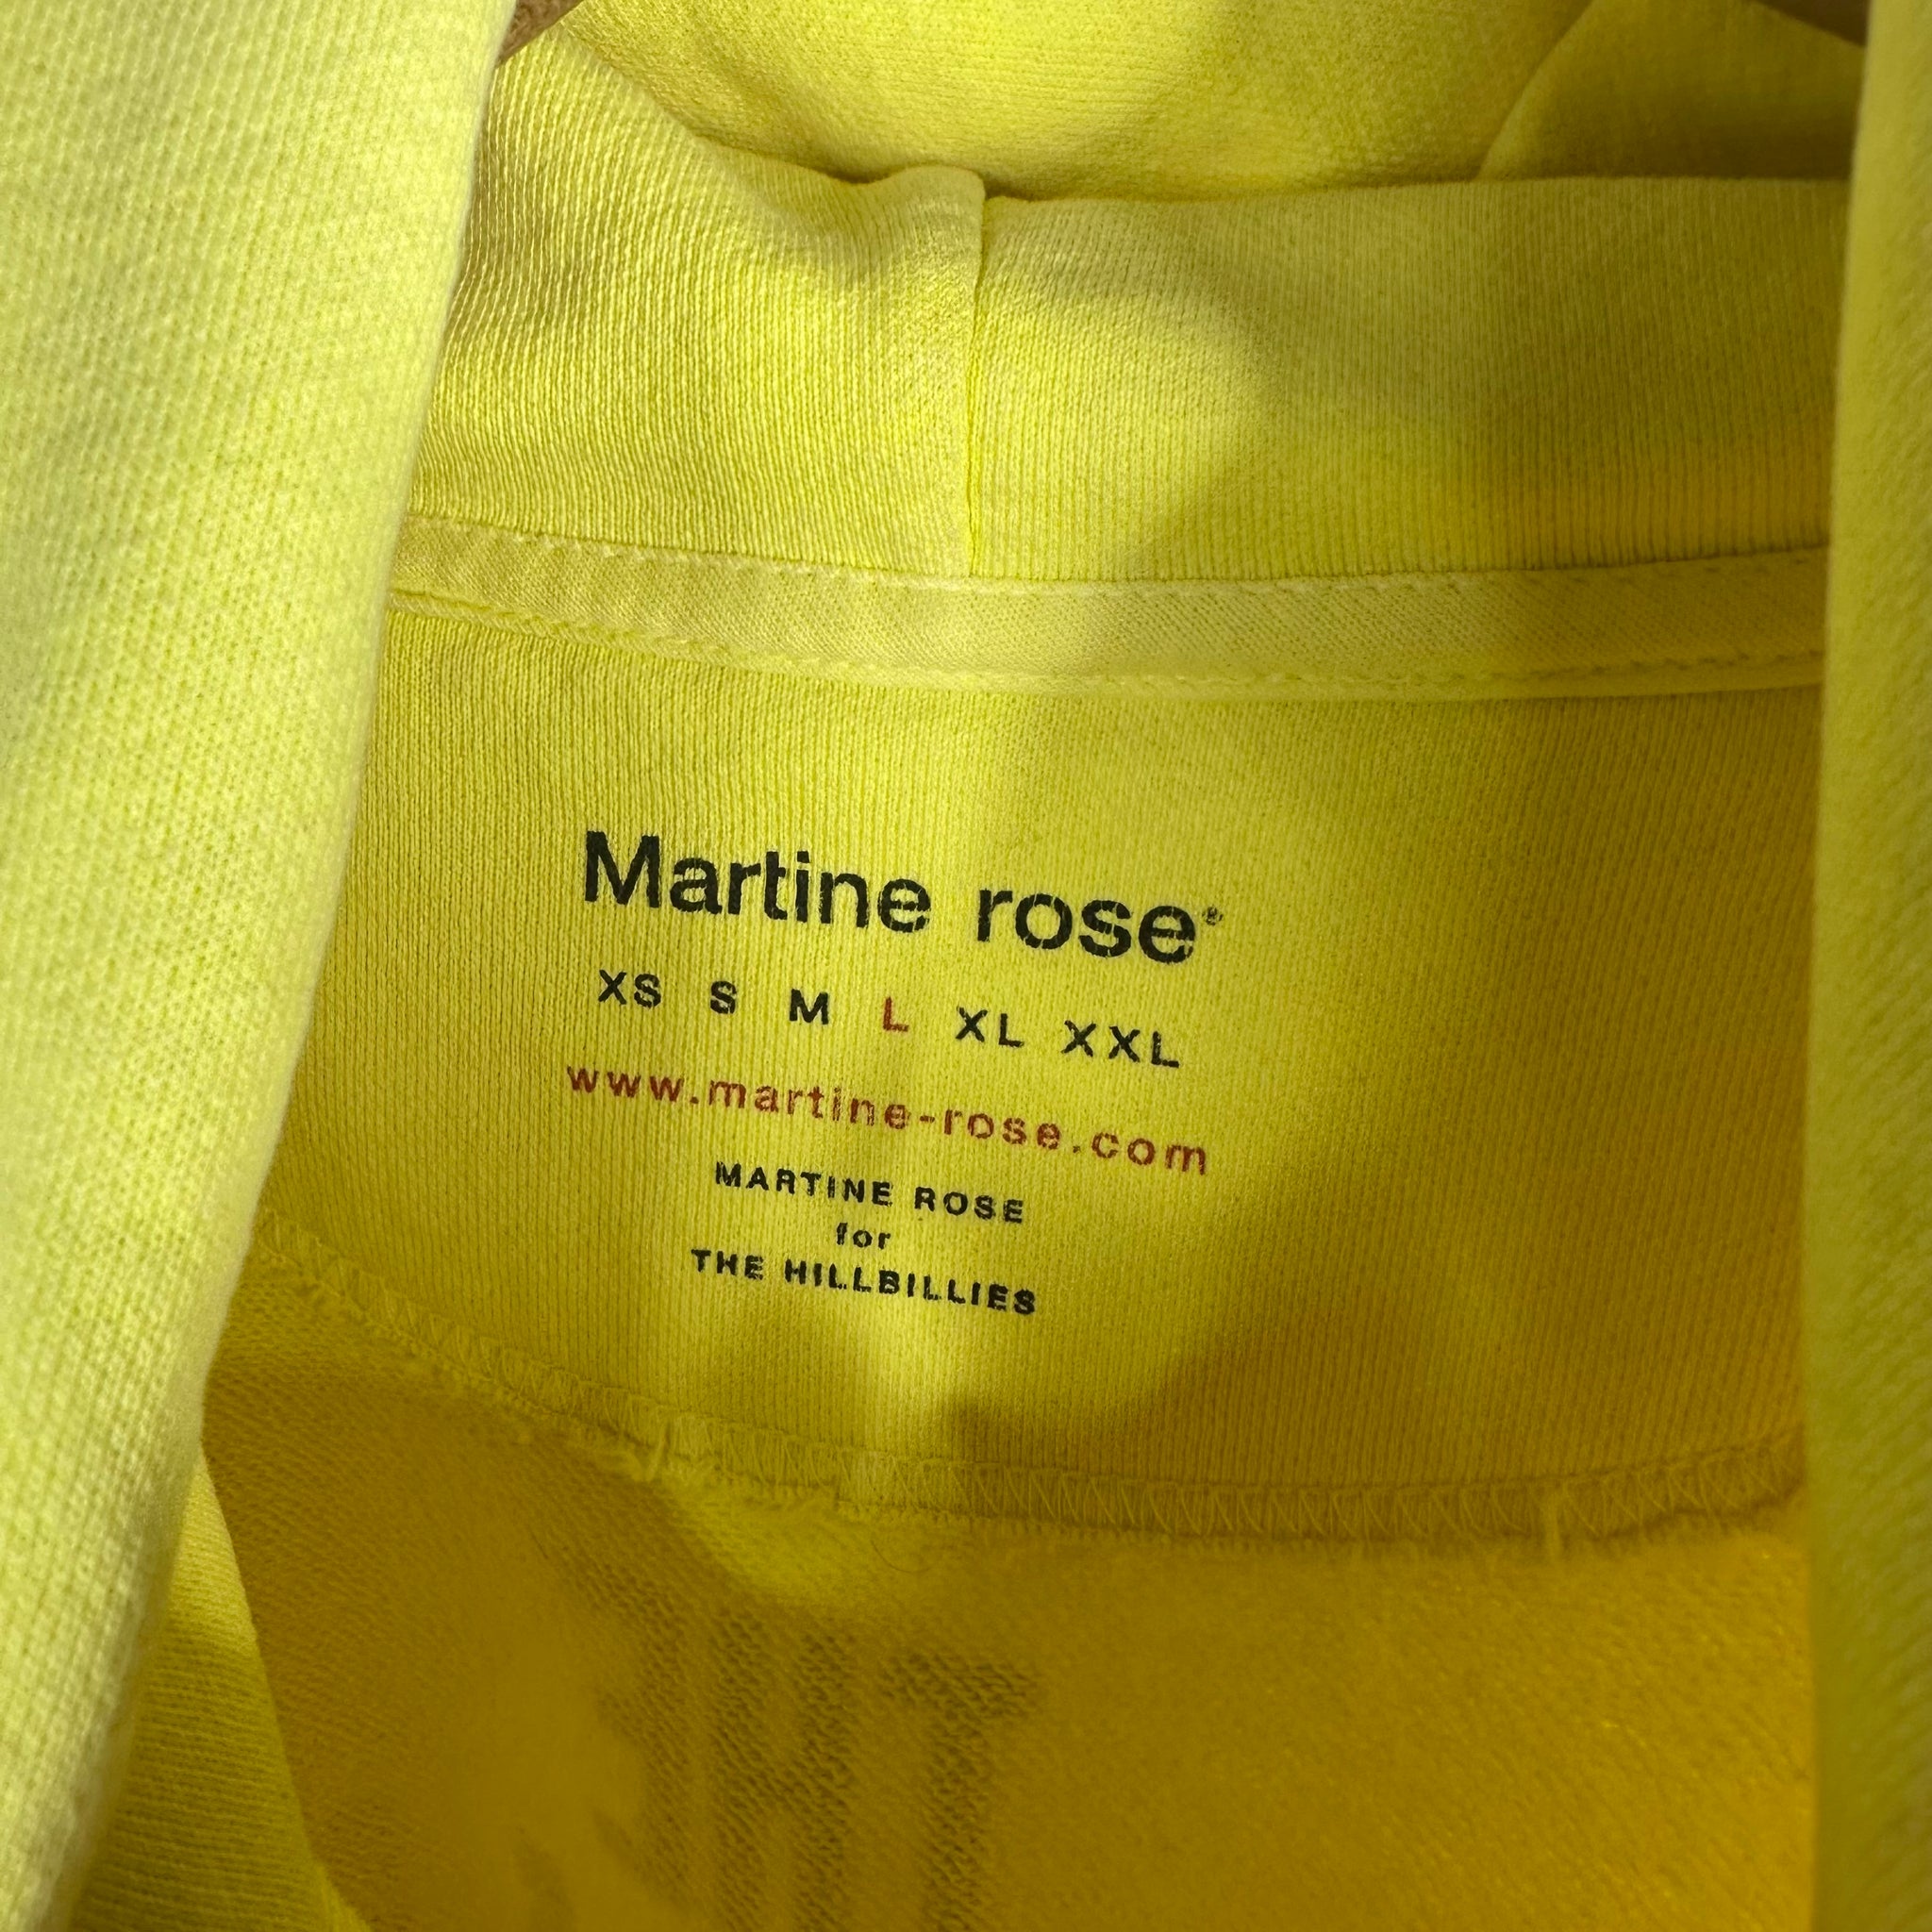 Martine rose®
XS S M L XL XXL
www.martine-rose.com
MARTINE ROSE
for
THE HILLBILLIES